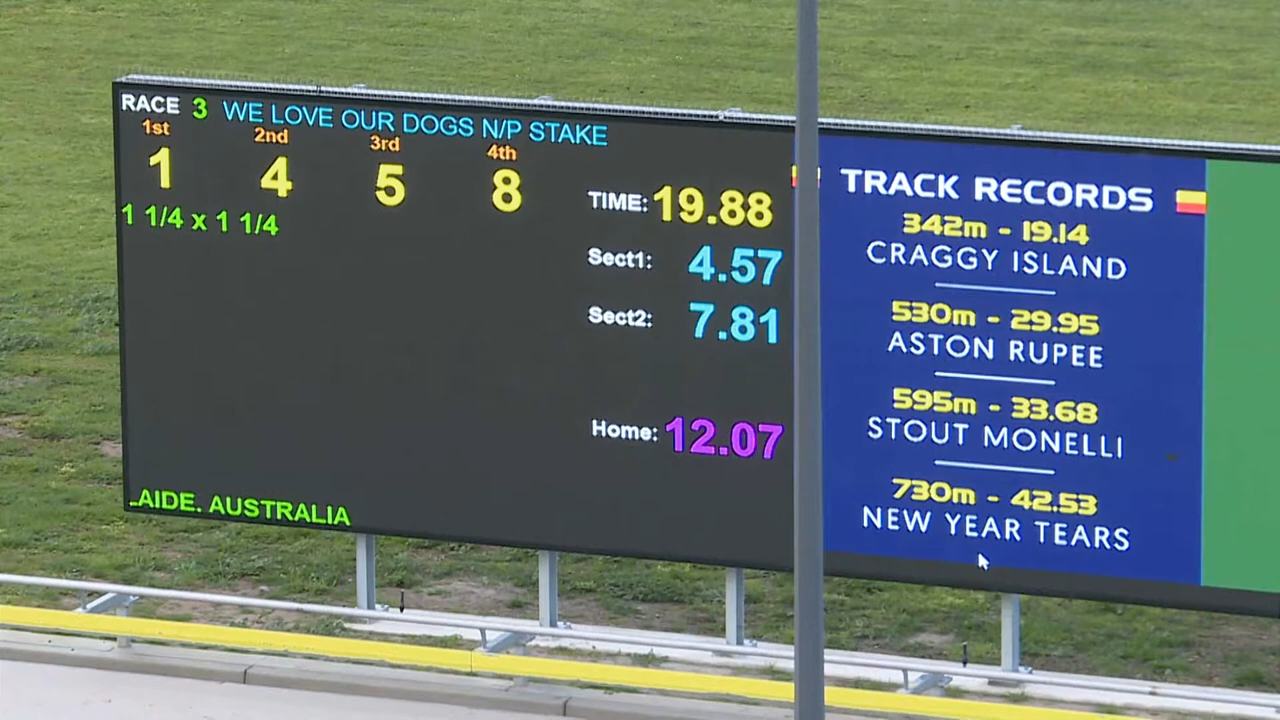 RACE 3 WE LOVE OUR DOGS N/P STAKE
1st 2nd 3rd 4th
1 4 5 8
1 1/4 x 1 1/4
TIME: 19.88
Sect1: 4.57
Sect2: 7.81
Home: 12.07
AIDE. AUSTRALIA
TRACK RECORDS
342m - 19.14
CRAGGY ISLAND
530m - 29.95
ASTON RUPEE
595m - 33.68
STOUT MONELLI
730m - 42.53
NEW YEAR TEARS